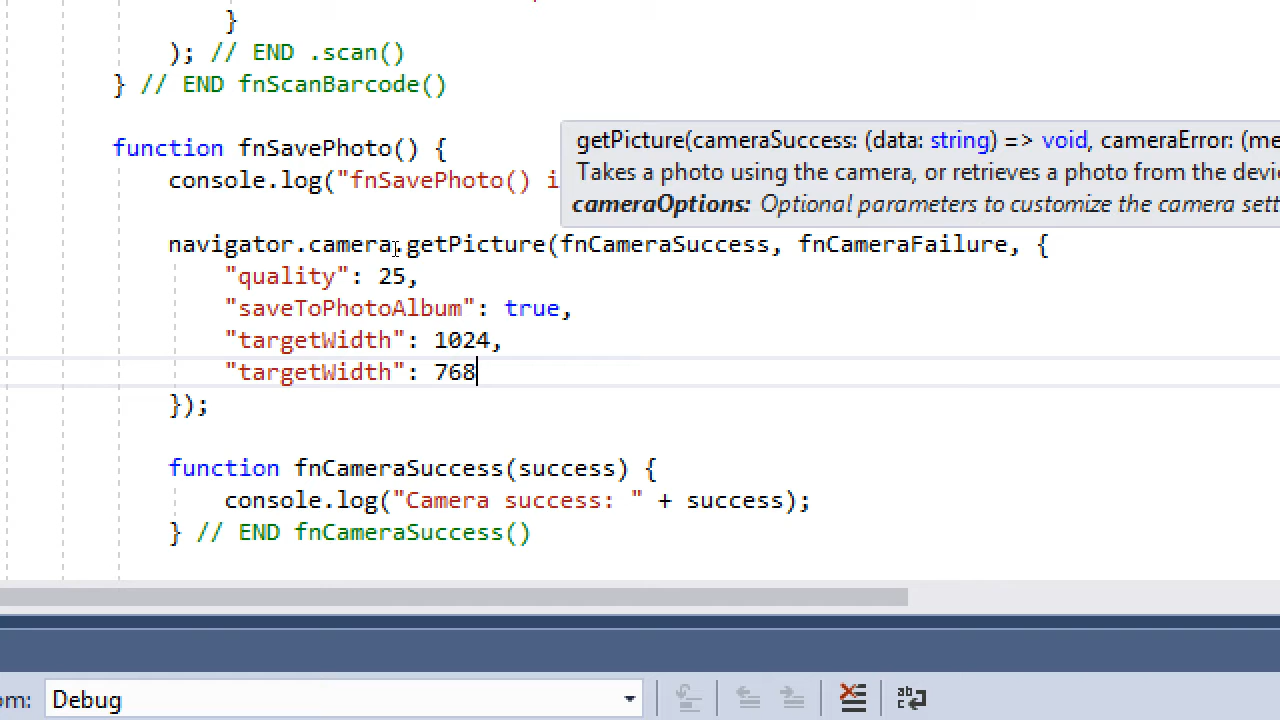 }
); // END .scan()
} // END fnScanBarcode()
function fnSavePhoto() {
getPicture(cameraSuccess: (data: string) => void, cameraError: (me
console.log("fnSavePhoto() i
Takes a photo using the camera, or retrieves a photo from the devi
cameraOptions: Optional parameters to customize the camera sett
navigator.camera.getPicture(fnCameraSuccess, fnCameraFailure, {
"quality": 25,
"saveToPhotoAlbum": true,
"targetWidth": 1024,
"targetWidth": 768
});
function fnCameraSuccess(success) {
console.log("Camera success: " + success);
} // END fnCameraSuccess()
om: Debug